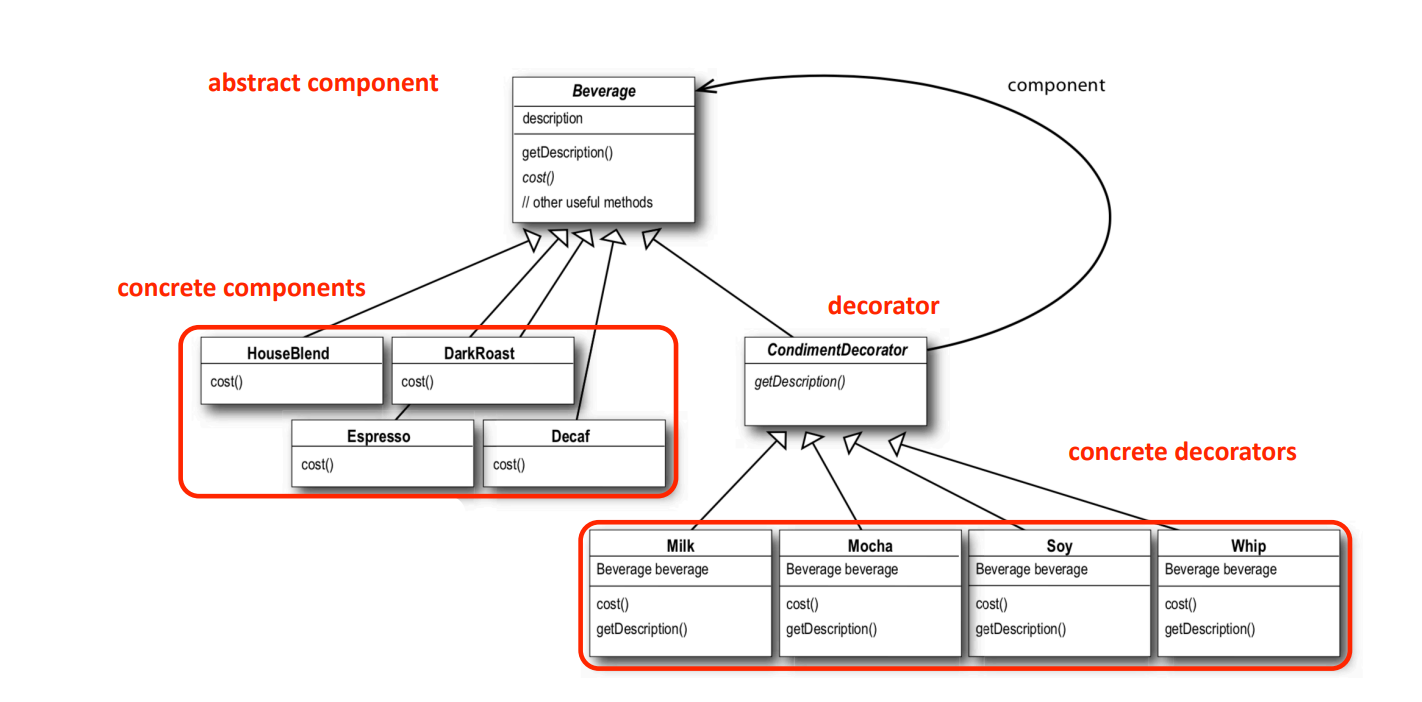 abstract component
component
Beverage
description
getDescription()
cost()
// other useful methods
concrete components
decorator
HouseBlend
cost()
DarkRoast
cost()
CondimentDecorator
getDescription()
Espresso
cost()
Decaf
cost()
concrete decorators
Milk
Beverage beverage
cost()
getDescription()
Mocha
Beverage beverage
cost()
getDescription()
Soy
Beverage beverage
cost()
getDescription()
Whip
Beverage beverage
cost()
getDescription()